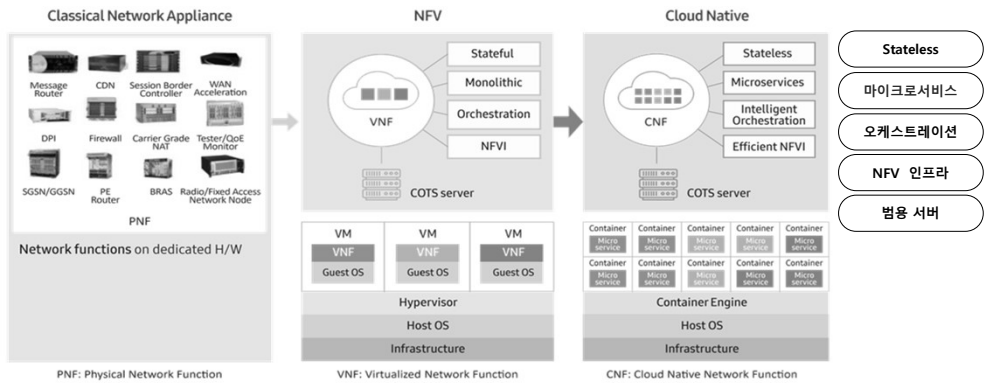 Classical Network Appliance
Message Router
CDN
Session Border Controller
WAN Acceleration
DPI
Firewall
Carrier Grade NAT
Tester/QoE Monitor
SGSN/GGSN
PE Router
BRAS
Radio/Fixed Access Network Node
PNF
Network functions on dedicated H/W
PNF: Physical Network Function
NFV
VNF
Stateful
Monolithic
Orchestration
NFVI
COTS server
VM
VM
VM
VNF
VNF
VNF
Guest OS
Guest OS
Guest OS
Hypervisor
Host OS
Infrastructure
VNF: Virtualized Network Function
Cloud Native
CNF
Stateless
Microservices
Intelligent Orchestration
Efficient NFVI
COTS server
Container
Container
Container
Container
Container
Micro service
Micro service
Micro service
Micro service
Micro service
Container
Container
Container
Container
Container
Micro service
Micro service
Micro service
Micro service
Micro service
Container Engine
Host OS
Infrastructure
CNF: Cloud Native Network Function
Stateless
마이크로서비스
오케스트레이션
NFV 인프라
범용 서버